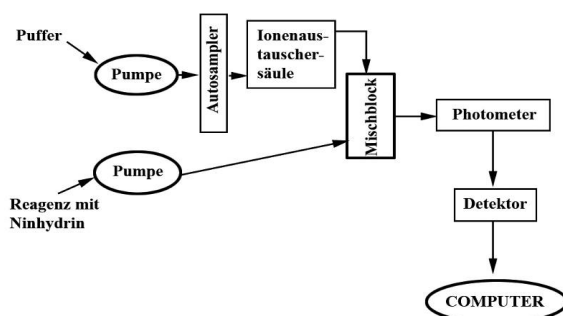 Puffer
Pumpe
Autosampler
Ionenaus-
tauscher-
säule
Mischblock
Photometer
Pumpe
Reagenz mit
Ninhydrin
Detektor
COMPUTER